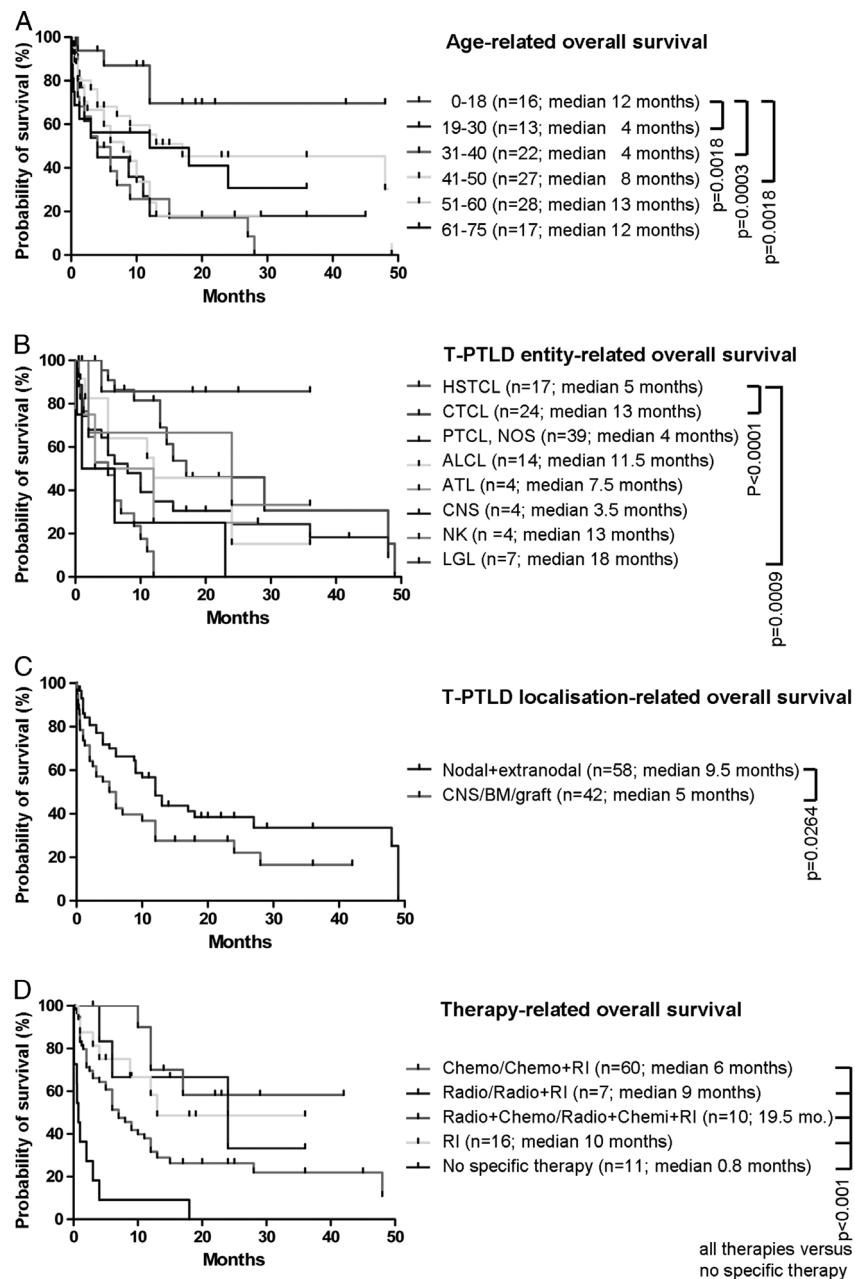 A
Age-related overall survival
Probability of survival (%)
100
80
60
40
20
0
0 10 20 30 40 50
Months
0-18 (n=16; median 12 months)
19-30 (n=13; median 4 months)
31-40 (n=22; median 4 months)
41-50 (n=27; median 8 months)
51-60 (n=28; median 13 months)
61-75 (n=17; median 12 months)
p=0.0018
p=0.0003
p=0.0018
B
T-PTLD entity-related overall survival
Probability of survival (%)
100
80
60
40
20
0
0 10 20 30 40 50
Months
HSTCL (n=17; median 5 months)
CTCL (n=24; median 13 months)
PTCL, NOS (n=39; median 4 months)
ALCL (n=14; median 11.5 months)
ATL (n=4; median 7.5 months)
CNS (n=4; median 3.5 months)
NK (n =4; median 13 months)
LGL (n=7; median 18 months)
P<0.0001
p=0.0009
C
T-PTLD localisation-related overall survival
Probability of survival (%)
100
80
60
40
20
0
0 10 20 30 40 50
Months
Nodal+extranodal (n=58; median 9.5 months)
CNS/BM/graft (n=42; median 5 months)
p=0.0264
D
Therapy-related overall survival
Probability of survival (%)
100
80
60
40
20
0
0 10 20 30 40 50
Months
Chemo/Chemo+RI (n=60; median 6 months)
Radio/Radio+RI (n=7; median 9 months)
Radio+Chemo/Radio+Chemi+RI (n=10; 19.5 mo.)
RI (n=16; median 10 months)
No specific therapy (n=11; median 0.8 months)
p<0.001
all therapies versus
no specific therapy